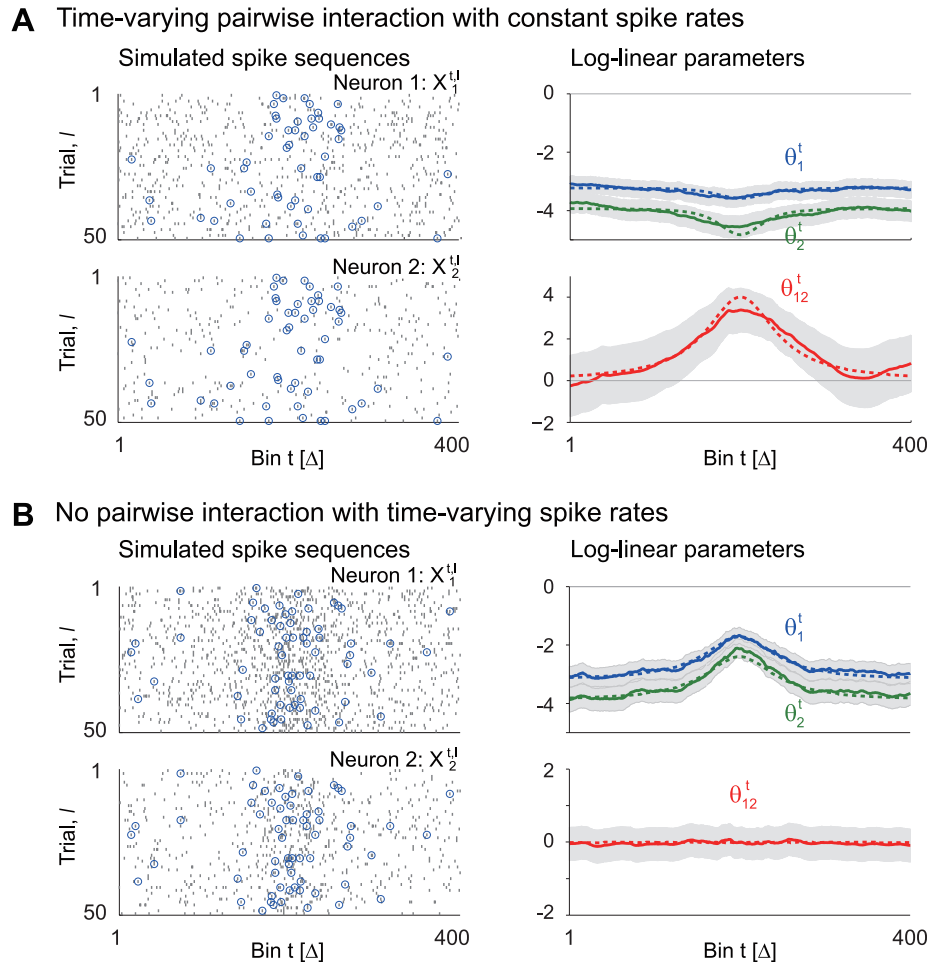 A Time-varying pairwise interaction with constant spike rates
Simulated spike sequences
Log-linear parameters
Neuron 1: X₁ᵗ,ˡ
1
Trial, l
50
0
-2
-4
θ₁ᵗ
θ₂ᵗ
Neuron 2: X₂ᵗ,ˡ
1
50
1
400
Bin t [Δ]
4
2
0
-2
θ₁₂ᵗ
1
400
Bin t [Δ]
B No pairwise interaction with time-varying spike rates
Simulated spike sequences
Log-linear parameters
Neuron 1: X₁ᵗ,ˡ
1
Trial, l
50
0
-2
-4
θ₁ᵗ
θ₂ᵗ
Neuron 2: X₂ᵗ,ˡ
1
Trial, l
50
1
400
Bin t [Δ]
2
0
-2
θ₁₂ᵗ
1
400
Bin t [Δ]